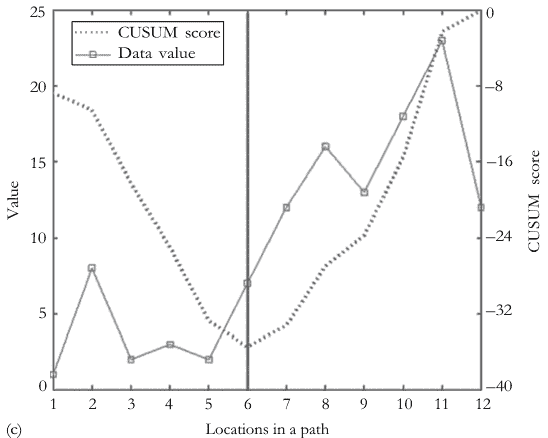 25
20
15
10
5
0
Value
CUSUM score
Data value
0
−8
−16
−24
−32
−40
CUSUM score
1 2 3 4 5 6 7 8 9 10 11 12
(c) Locations in a path